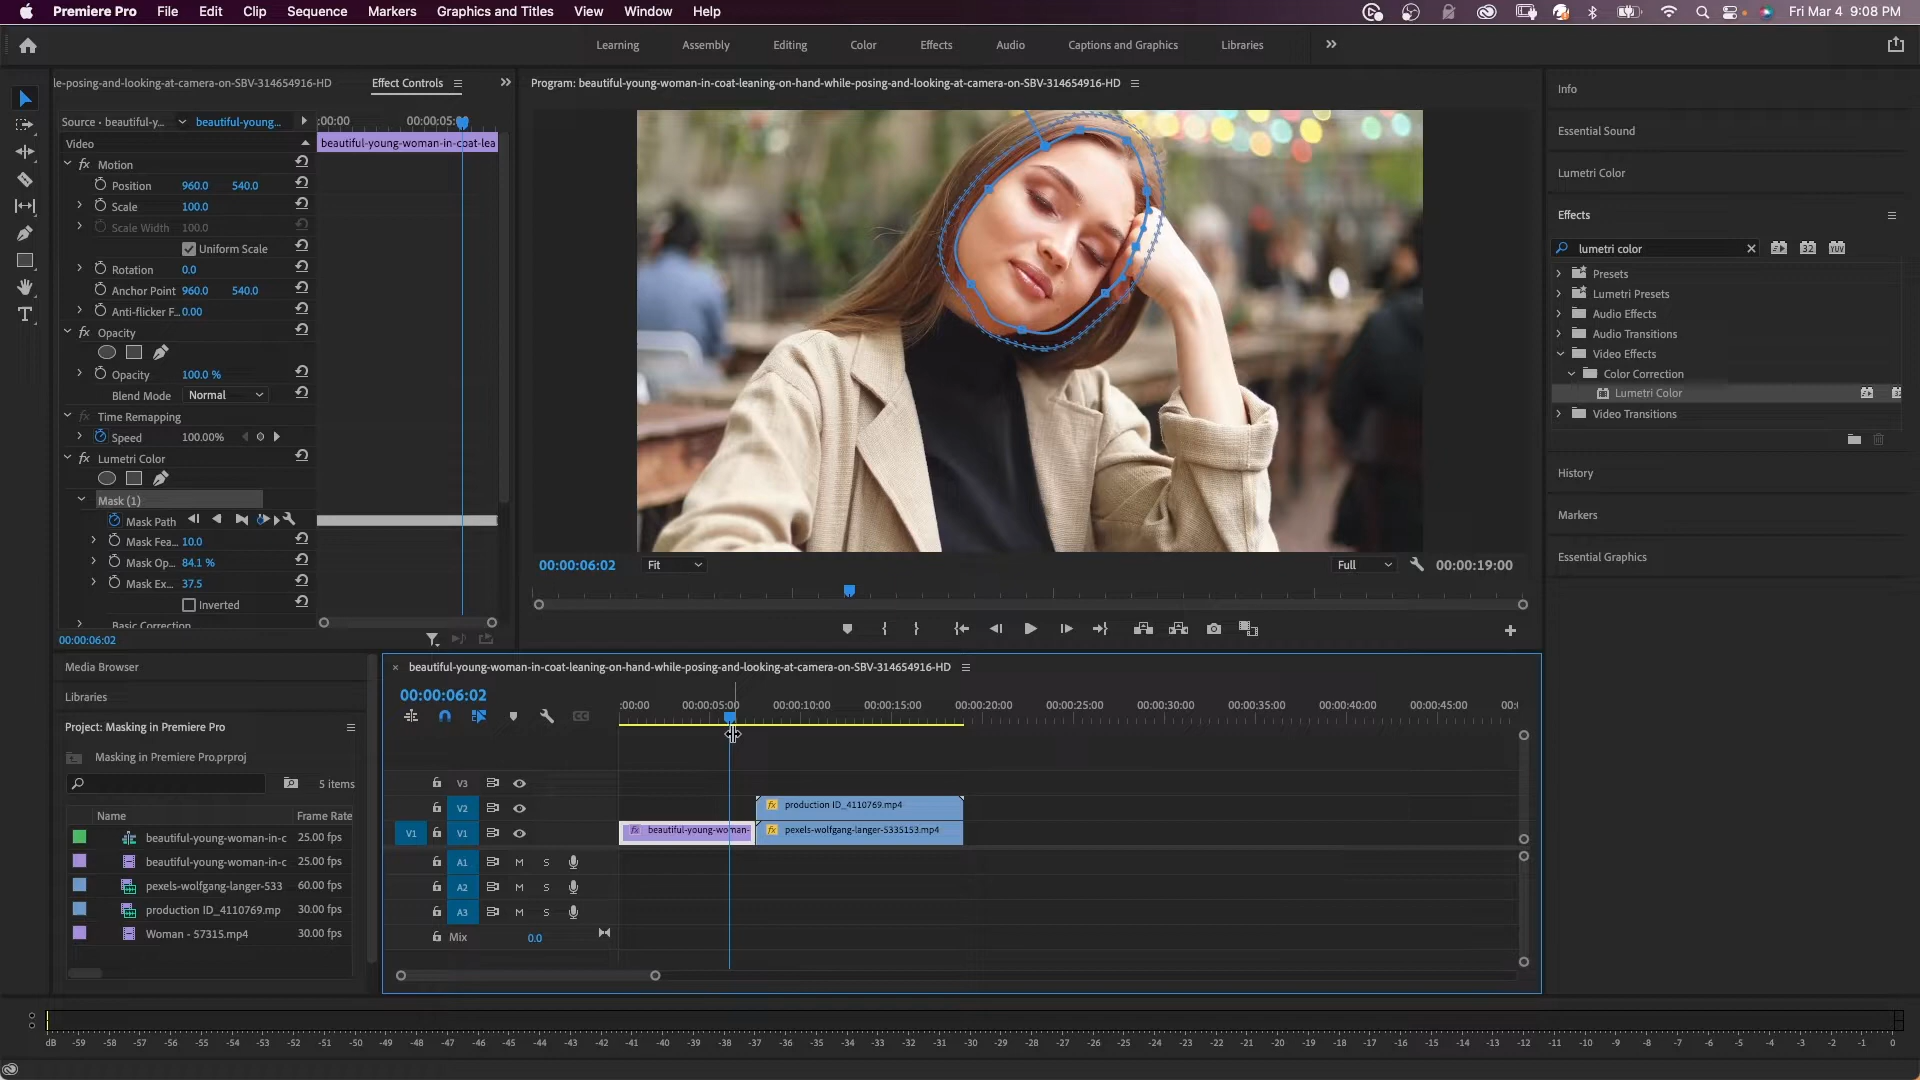 Premiere Pro File Edit Clip Sequence Markers Graphics and Titles View Window Help Fri Mar 4 9:08 PM
Learning Assembly Editing Color Effects Audio Captions and Graphics Libraries
le-posing-and-looking-at-camera-on-SBV-314654916-HD Effect Controls
Source • beautiful-y... beautiful-young... :00:00 00:00:05:00
Video beautiful-young-woman-in-coat-lea
fx Motion
Position 960.0 540.0
Scale 100.0
Scale Width 100.0
Uniform Scale
Rotation 0.0
Anchor Point 960.0 540.0
Anti-flicker F... 0.00
fx Opacity
Opacity 100.0 %
Blend Mode Normal
fx Time Remapping
Speed 100.00%
fx Lumetri Color
Mask (1)
Mask Path
Mask Fea... 10.0
Mask Op... 84.1 %
Mask Ex... 37.5
Inverted
Basic Correction
00:00:06:02
Program: beautiful-young-woman-in-coat-leaning-on-hand-while-posing-and-looking-at-camera-on-SBV-314654916-HD
00:00:06:02 Fit Full 00:00:19:00
Info
Essential Sound
Lumetri Color
Effects
lumetri color 32 YUV
Presets
Lumetri Presets
Audio Effects
Audio Transitions
Video Effects
Color Correction
Lumetri Color
Video Transitions
History
Markers
Essential Graphics
Media Browser
Libraries
Project: Masking in Premiere Pro
Masking in Premiere Pro.prproj
5 items
Name Frame Rate
beautiful-young-woman-in-c 25.00 fps
beautiful-young-woman-in-c 25.00 fps
pexels-wolfgang-langer-533 60.00 fps
production ID_4110769.mp 30.00 fps
Woman - 57315.mp4 30.00 fps
× beautiful-young-woman-in-coat-leaning-on-hand-while-posing-and-looking-at-camera-on-SBV-314654916-HD
00:00:06:02
:00:00 00:00:05:00 00:00:10:00 00:00:15:00 00:00:20:00 00:00:25:00 00:00:30:00 00:00:35:00 00:00:40:00 00:00:45:00 00:
V3
V2 fx production ID_4110769.mp4
V1 V1 fx beautiful-young-woman- fx pexels-wolfgang-langer-5335153.mp4
A1 M S
A2 M S
A3 M S
Mix 0.0
dB -59 -58 -57 -56 -55 -54 -53 -52 -51 -50 -49 -48 -47 -46 -45 -44 -43 -42 -41 -40 -39 -38 -37 -36 -35 -34 -33 -32 -31 -30 -29 -28 -27 -26 -25 -24 -23 -22 -21 -20 -19 -18 -17 -16 -15 -14 -13 -12 -11 -10 -9 -8 -7 -6 -5 -4 -3 -2 -1 0